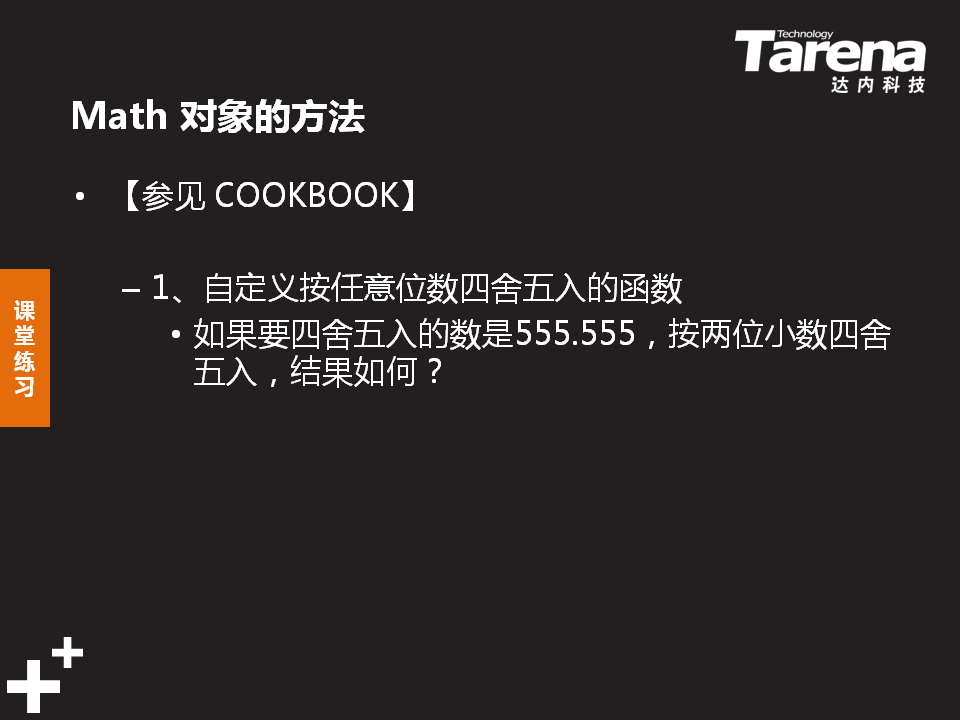 Technology
Tarena
达内科技
Math 对象的方法
• 【参见 COOKBOOK】
– 1、自定义按任意位数四舍五入的函数
• 如果要四舍五入的数是555.555，按两位小数四舍
五入，结果如何？
课
堂
练
习